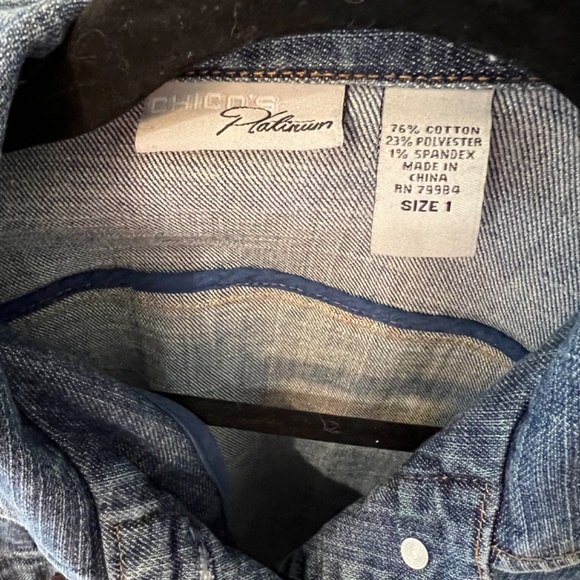 CHICO'S
Platinum
76% COTTON
23% POLYESTER
1% SPANDEX
MADE IN
CHINA
RN 79984
SIZE 1